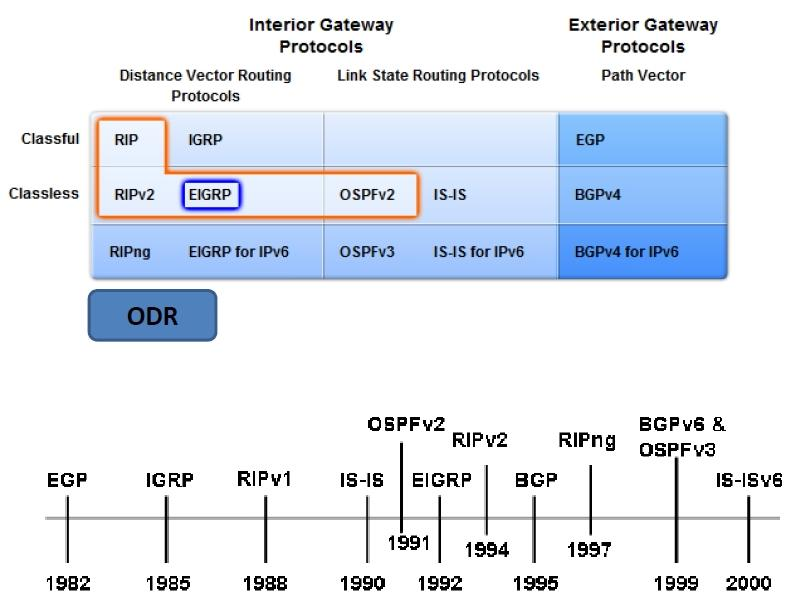 Interior Gateway Protocols
Exterior Gateway Protocols
Distance Vector Routing Protocols
Link State Routing Protocols
Path Vector
Classful
RIP
IGRP
EGP
Classless
RIPv2
EIGRP
OSPFv2
IS-IS
BGPv4
RIPng
EIGRP for IPv6
OSPFv3
IS-IS for IPv6
BGPv4 for IPv6
ODR
EGP
IGRP
RIPv1
IS-IS
OSPFv2
EIGRP
RIPv2
BGP
RIPng
BGPv6 &
OSPFv3
IS-ISv6
1982
1985
1988
1990
1991
1992
1994
1995
1997
1999
2000